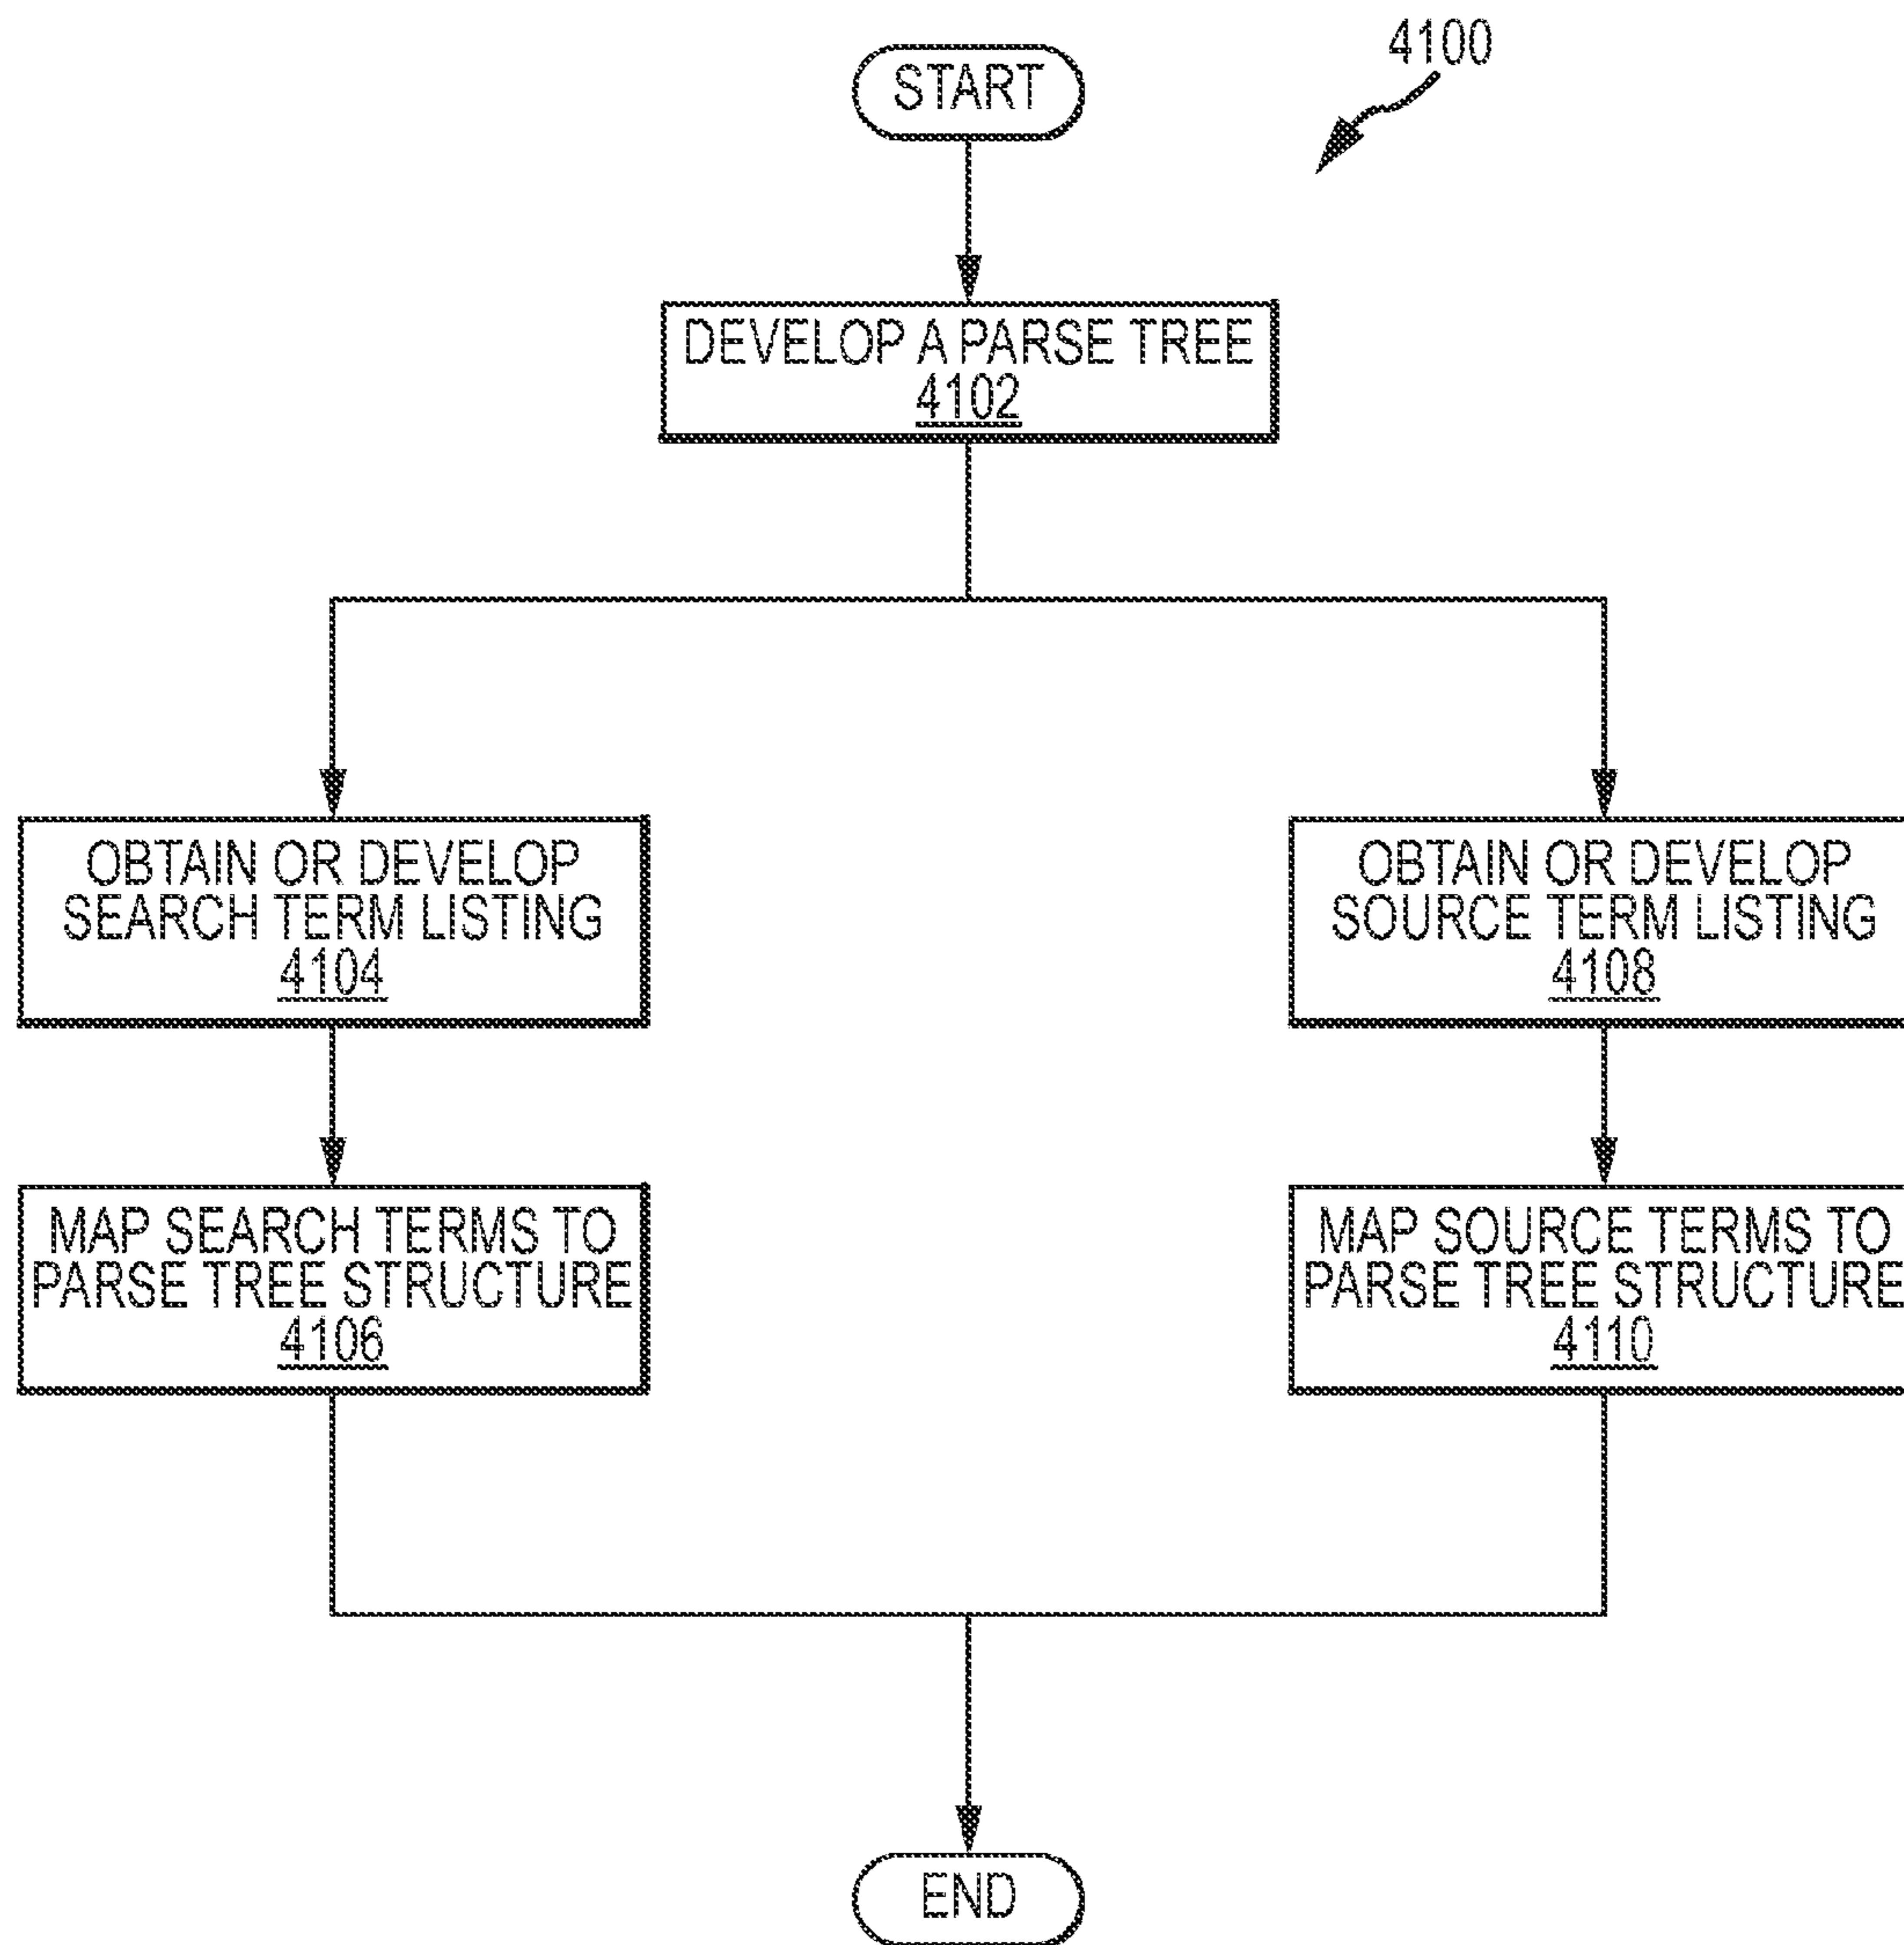 4100
START
DEVELOP A PARSE TREE
4102
OBTAIN OR DEVELOP
SEARCH TERM LISTING
4104
OBTAIN OR DEVELOP
SOURCE TERM LISTING
4108
MAP SEARCH TERMS TO
PARSE TREE STRUCTURE
4106
MAP SOURCE TERMS TO
PARSE TREE STRUCTURE
4110
END